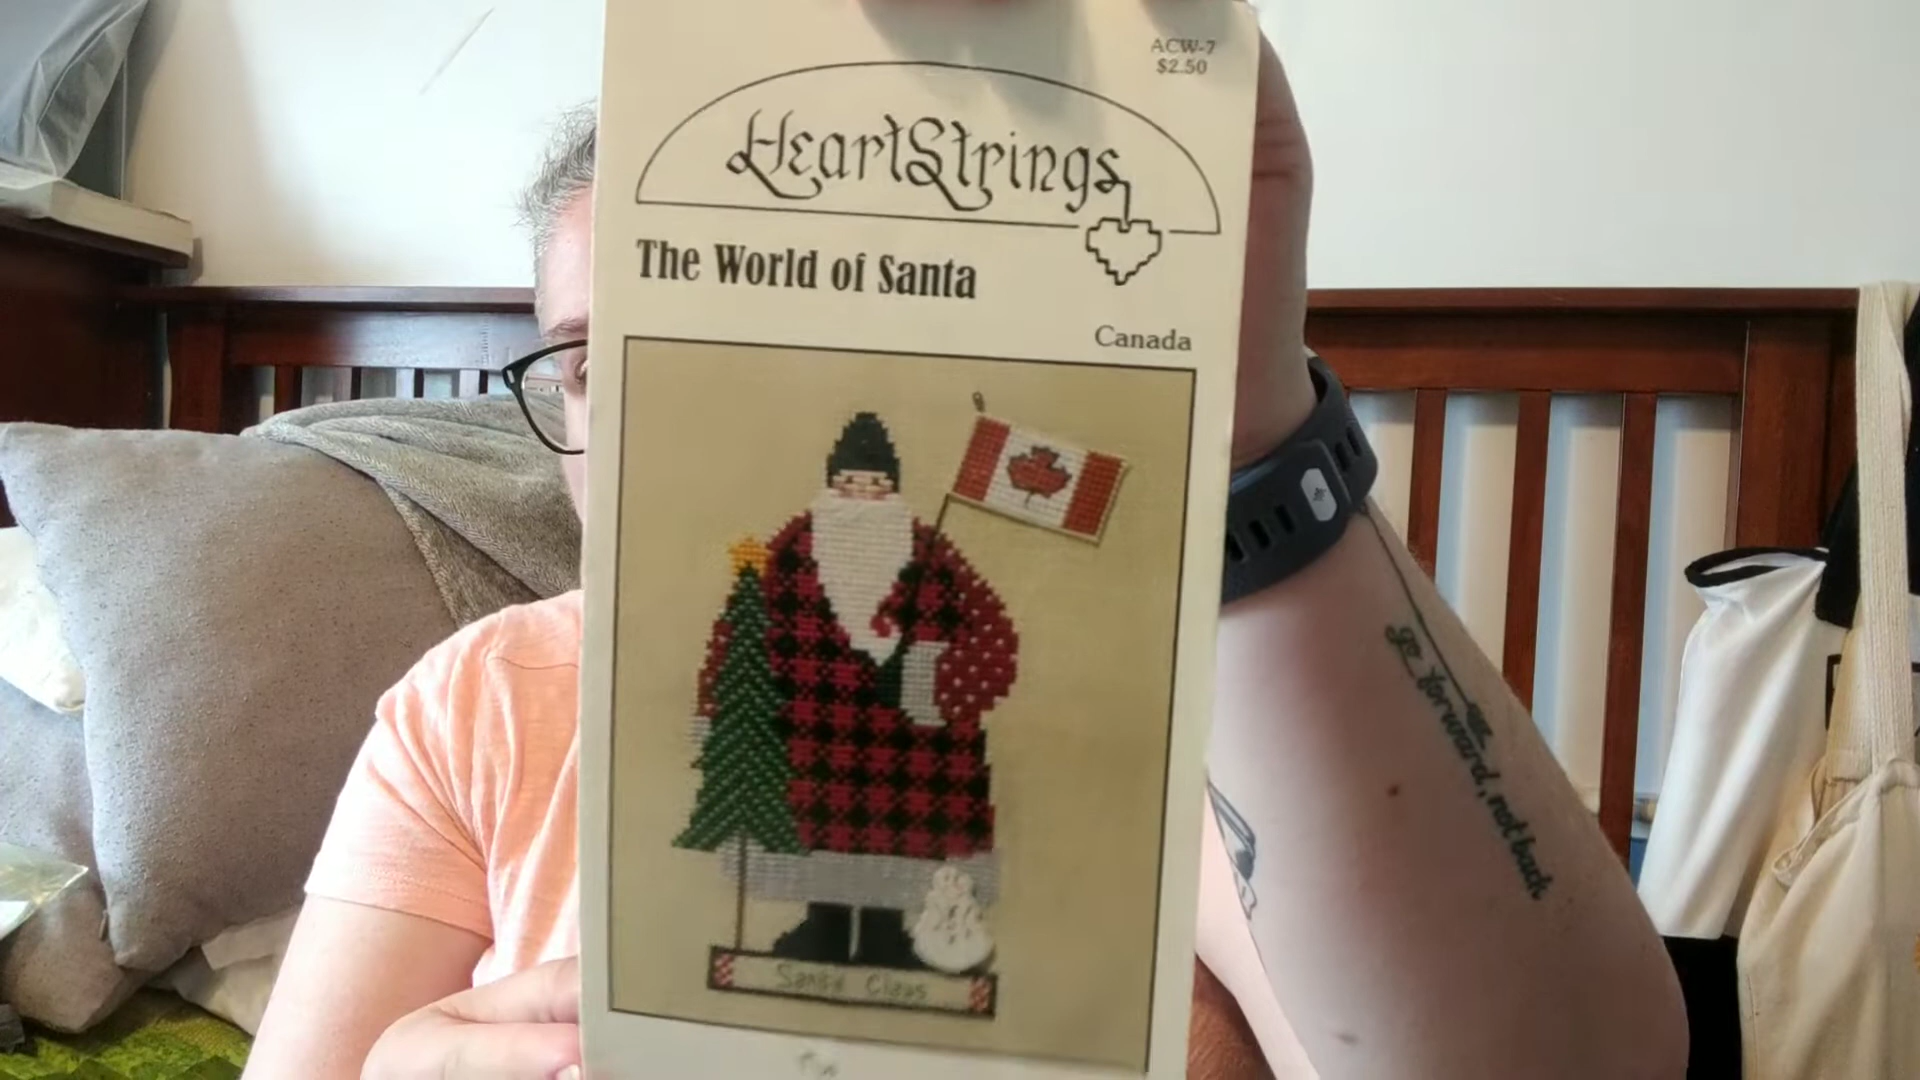 ACW-7
$2.50
HeartStrings
The World of Santa
Canada
Santa Claus
go forward, not back